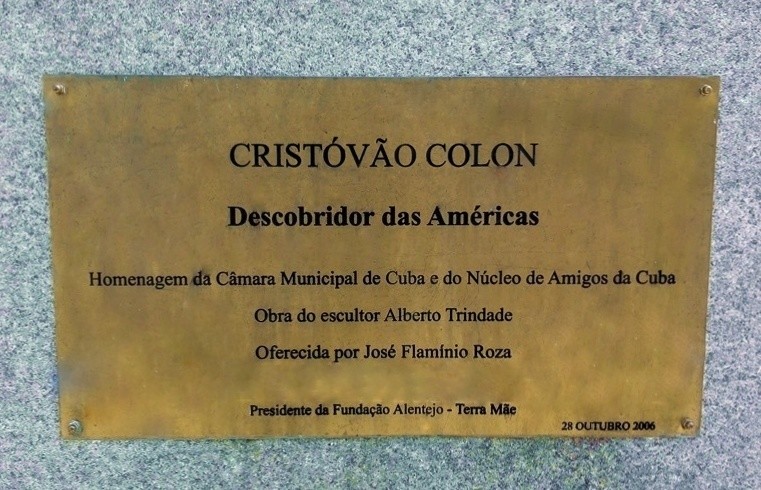 CRISTÓVÃO COLON
Descobridor das Américas
Homenagem da Câmara Municipal de Cuba e do Núcleo de Amigos da Cuba
Obra do escultor Alberto Trindade
Oferecida por José Flamínio Roza
Presidente da Fundação Alentejo - Terra Mãe
28 OUTUBRO 2006